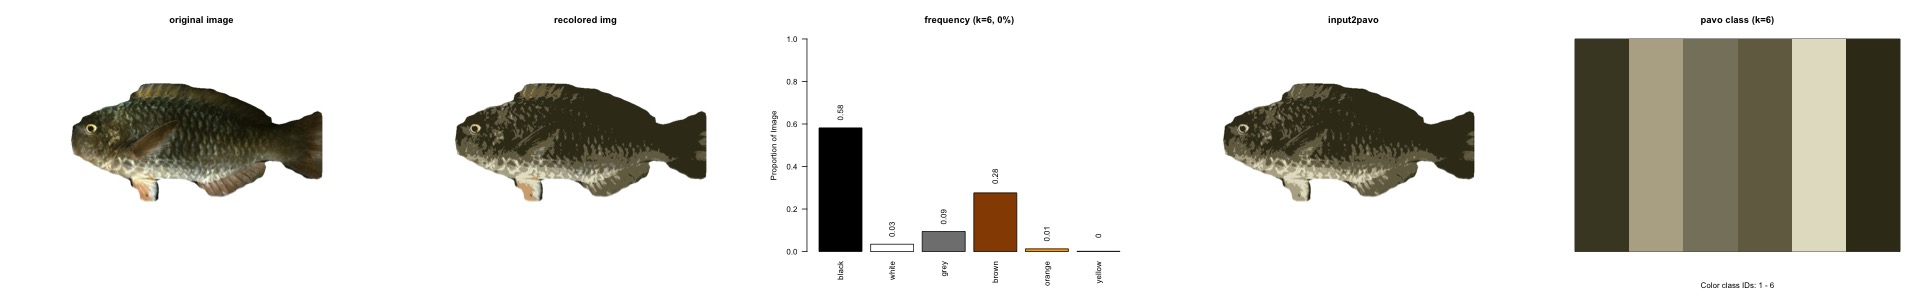 original image
recolored img
frequency (k=6, 0%)
input2pavo
pavo class (k=6)
Proportion of Image
1.0
0.8
0.6
0.4
0.2
0.0
0.58
0.03
0.09
0.28
0.01
0
black
white
grey
brown
orange
yellow
Color class IDs: 1 - 6